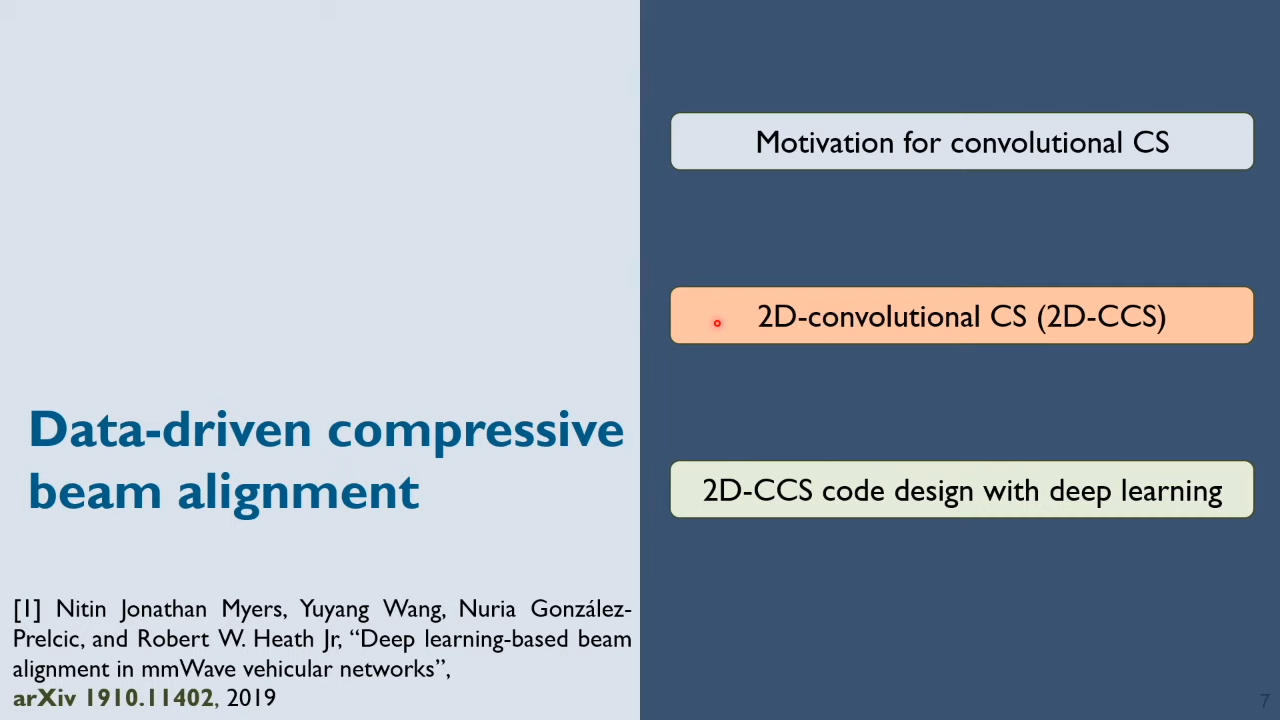 Motivation for convolutional CS
2D-convolutional CS (2D-CCS)
Data-driven compressive
beam alignment
2D-CCS code design with deep learning
[1] Nitin Jonathan Myers, Yuyang Wang, Nuria González-
Prelcic, and Robert W. Heath Jr, “Deep learning-based beam
alignment in mmWave vehicular networks”,
arXiv 1910.11402, 2019
7